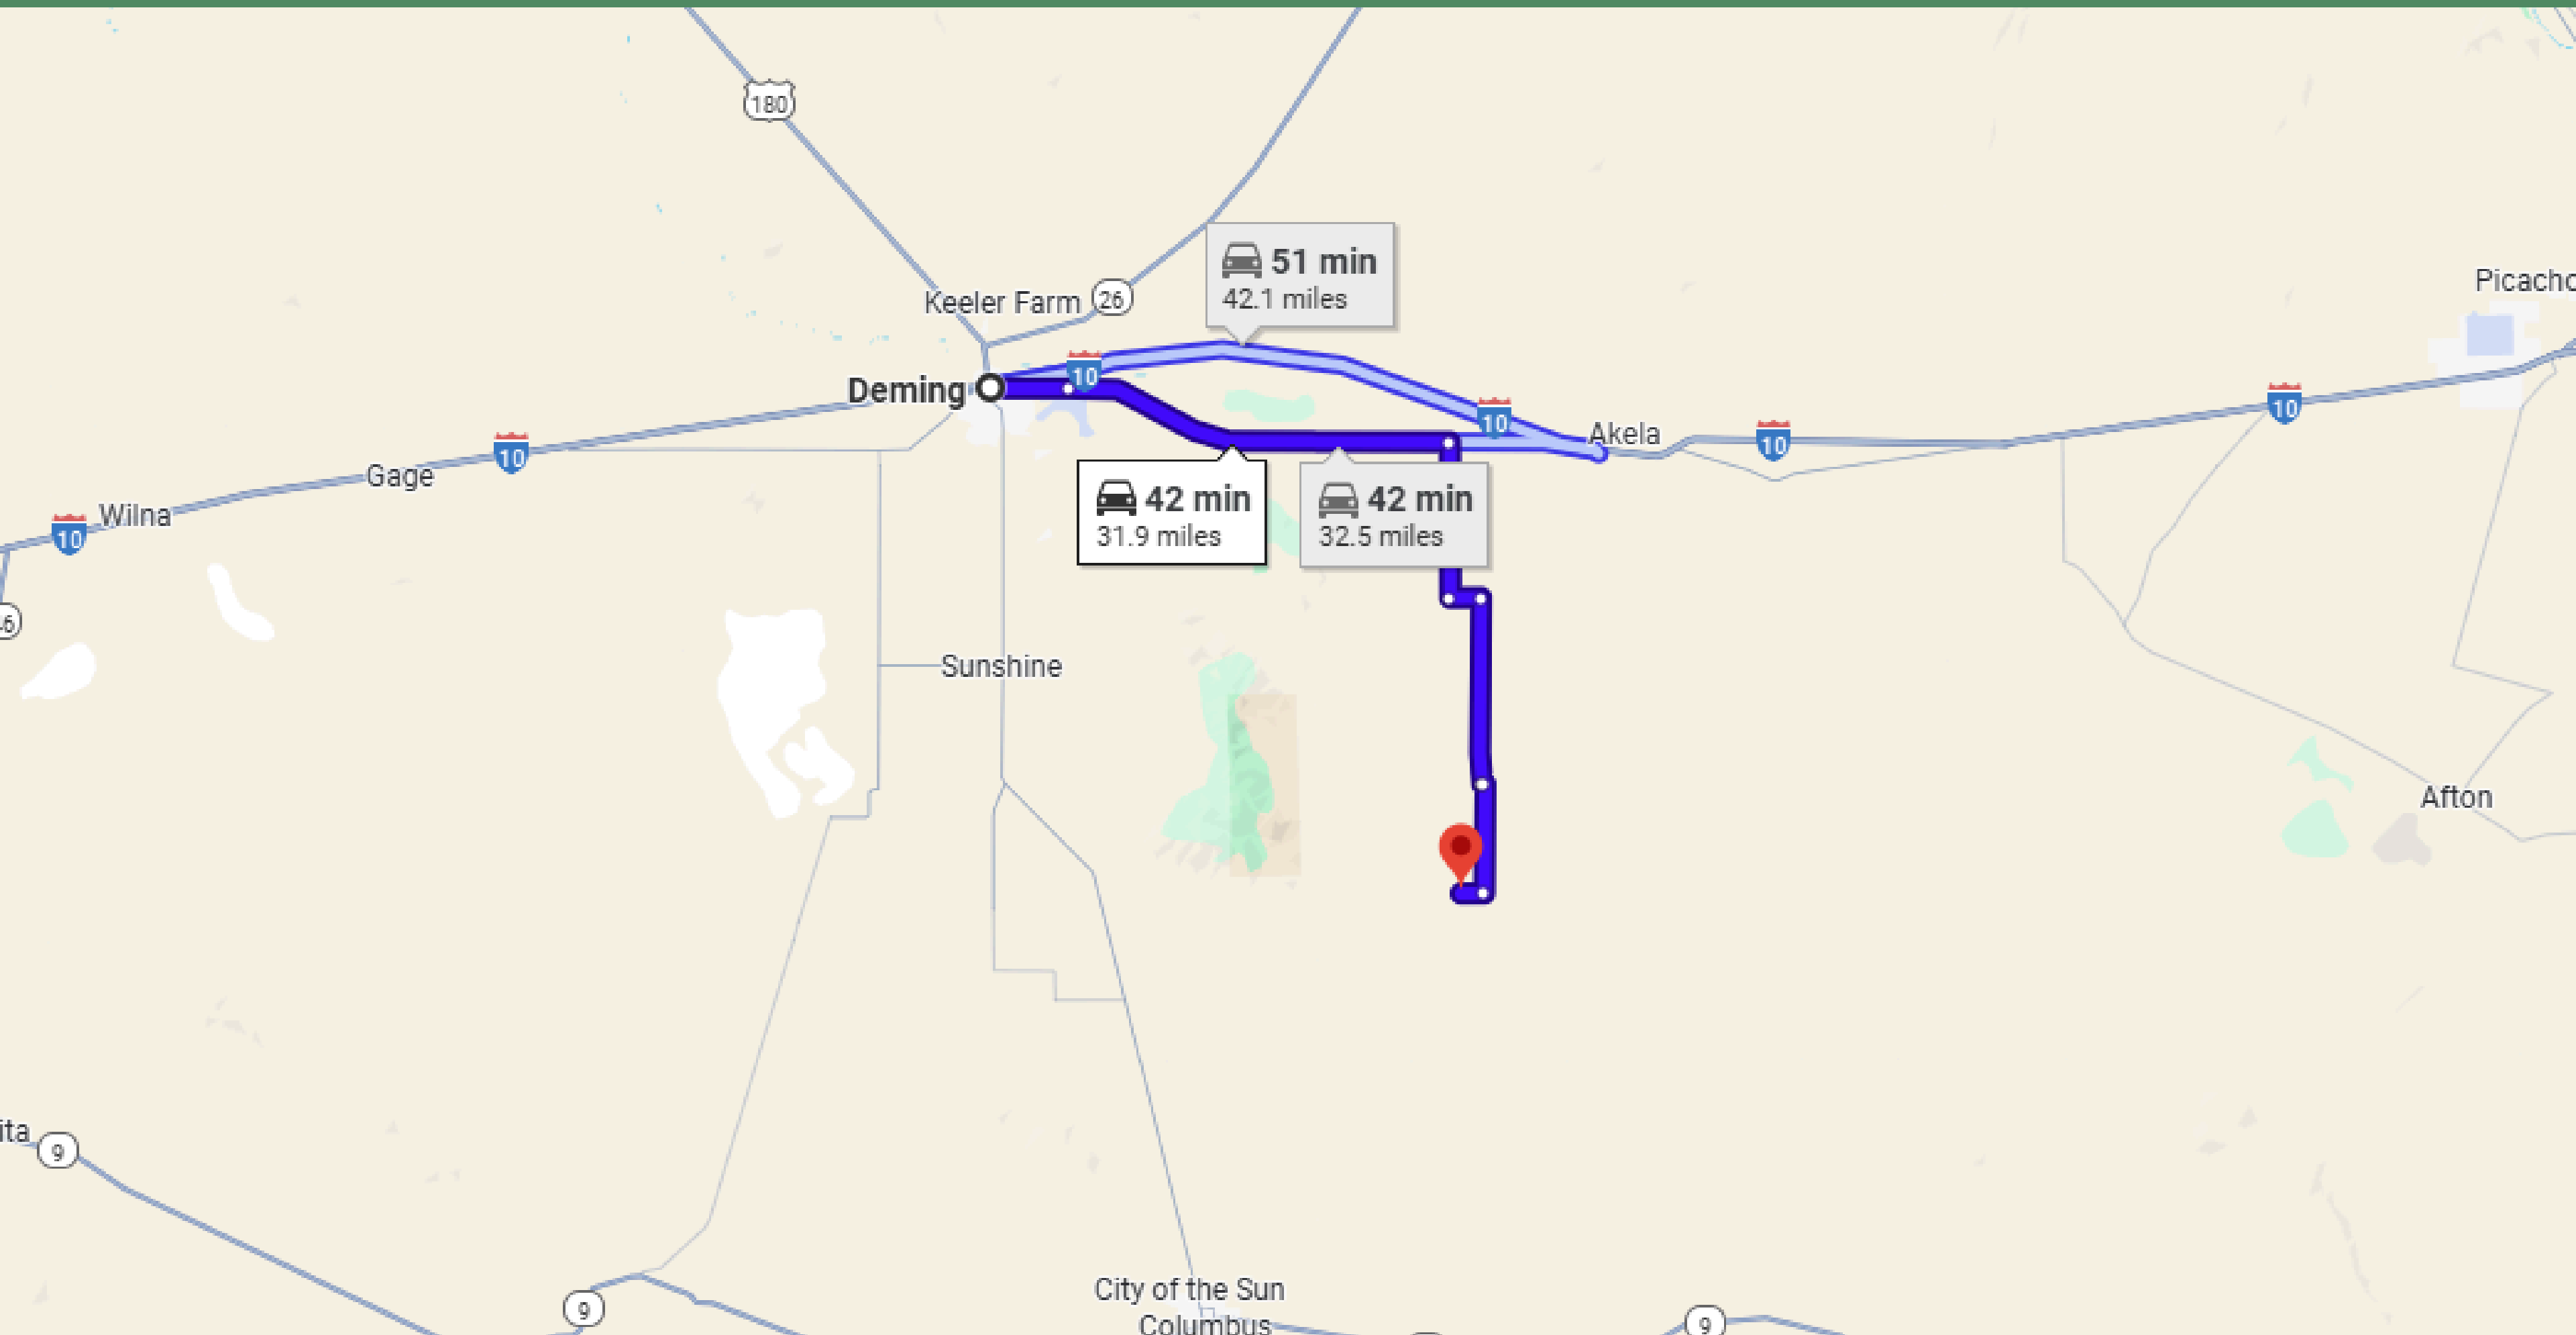 180
51 min
42.1 miles
Picacho
Keeler Farm
26
10
Deming
10
10
10
Akela
10
Gage
42 min
31.9 miles
42 min
32.5 miles
Wilna
10
Sunshine
Afton
ita
9
City of the Sun
9
Columbus
9